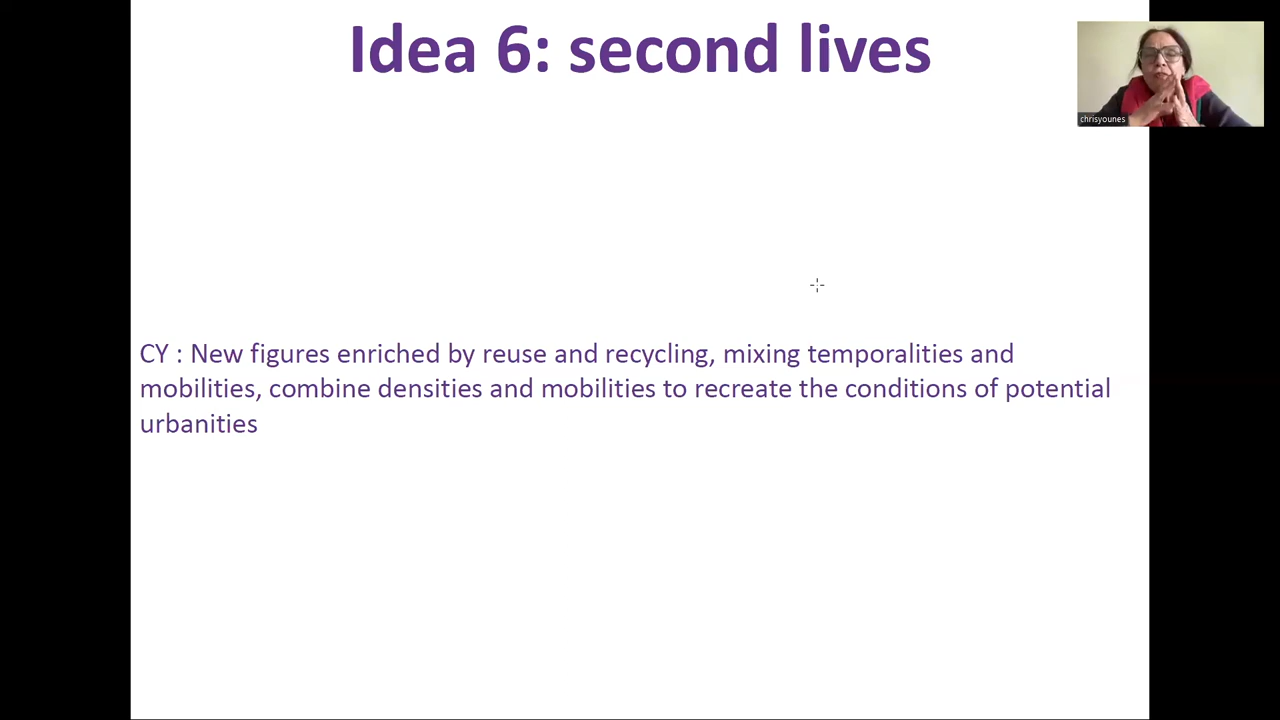 Idea 6: second lives
chrisyounes
CY : New figures enriched by reuse and recycling, mixing temporalities and
mobilities, combine densities and mobilities to recreate the conditions of potential
urbanities